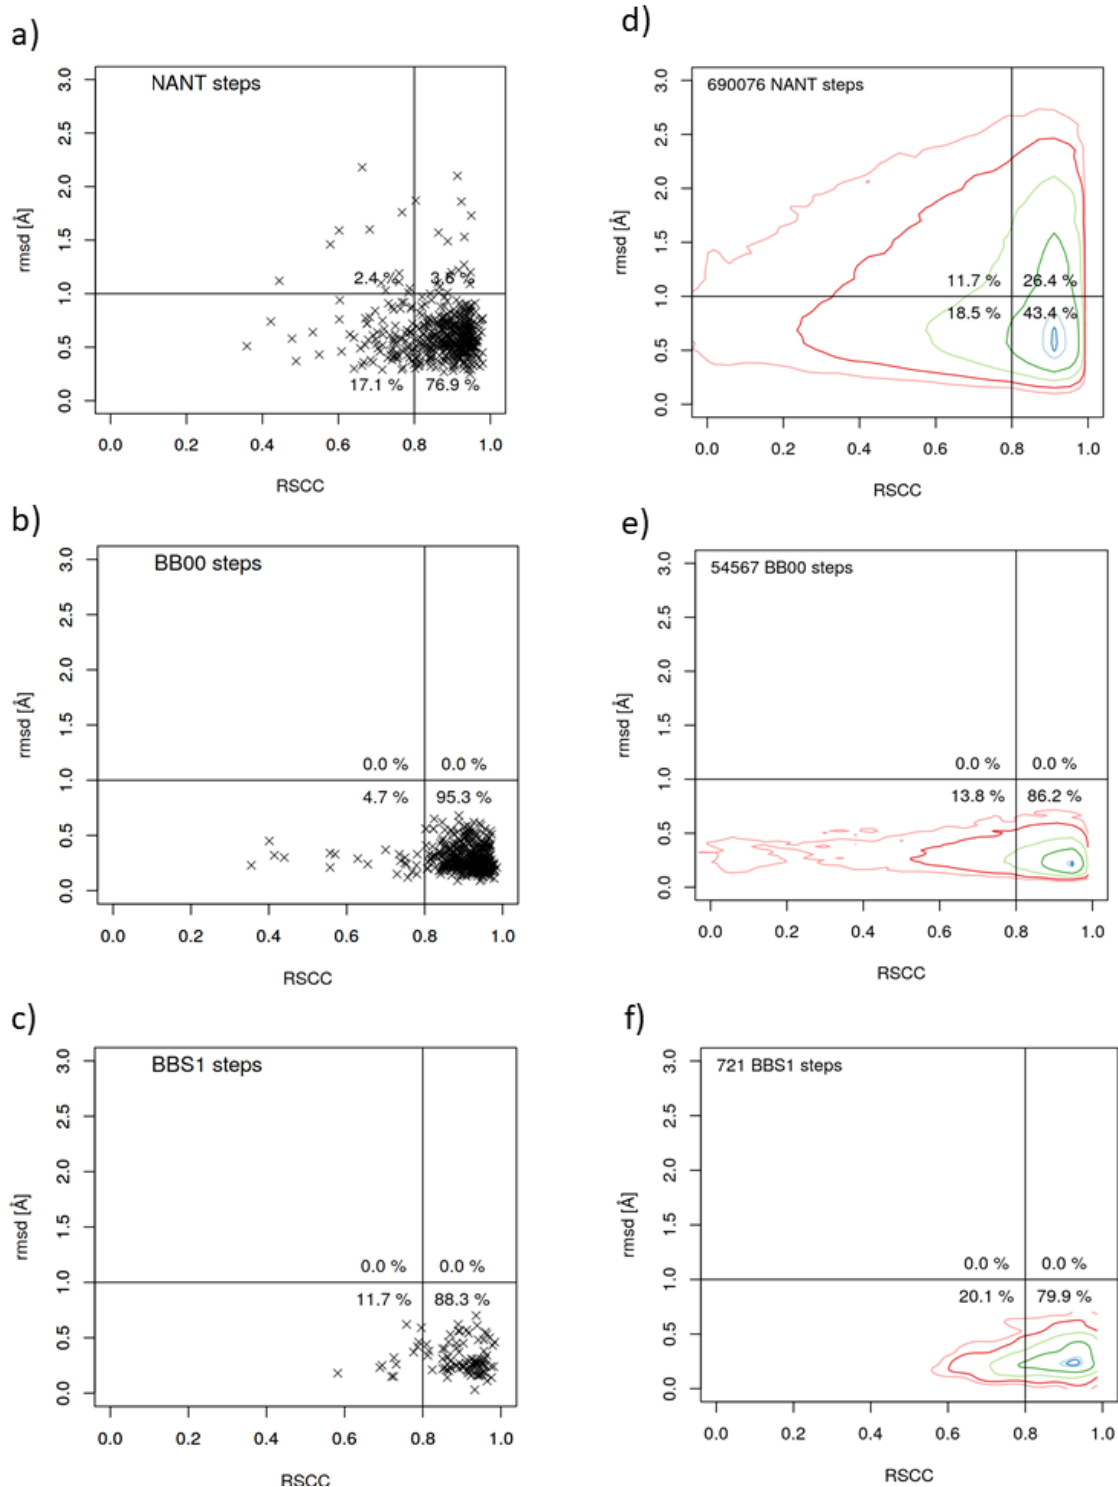 a)
NANT steps
3.0
2.5
2.0
1.5
1.0
0.5
0.0
rmsd [Å]
2.4 % 3.6 %
17.1 % 76.9 %
0.0 0.2 0.4 0.6 0.8 1.0
RSCC
d)
690076 NANT steps
3.0
2.5
2.0
1.5
1.0
0.5
0.0
rmsd [Å]
11.7 % 26.4 %
18.5 % 43.4 %
0.0 0.2 0.4 0.6 0.8 1.0
RSCC
b)
BB00 steps
3.0
2.5
2.0
1.5
1.0
0.5
0.0
rmsd [Å]
0.0 % 0.0 %
4.7 % 95.3 %
0.0 0.2 0.4 0.6 0.8 1.0
RSCC
e)
54567 BB00 steps
3.0
2.5
2.0
1.5
1.0
0.5
0.0
rmsd [Å]
0.0 % 0.0 %
13.8 % 86.2 %
0.0 0.2 0.4 0.6 0.8 1.0
RSCC
c)
BBS1 steps
3.0
2.5
2.0
1.5
1.0
0.5
0.0
rmsd [Å]
0.0 % 0.0 %
11.7 % 88.3 %
0.0 0.2 0.4 0.6 0.8 1.0
RSCC
f)
721 BBS1 steps
3.0
2.5
2.0
1.5
1.0
0.5
0.0
rmsd [Å]
0.0 % 0.0 %
20.1 % 79.9 %
0.0 0.2 0.4 0.6 0.8 1.0
RSCC